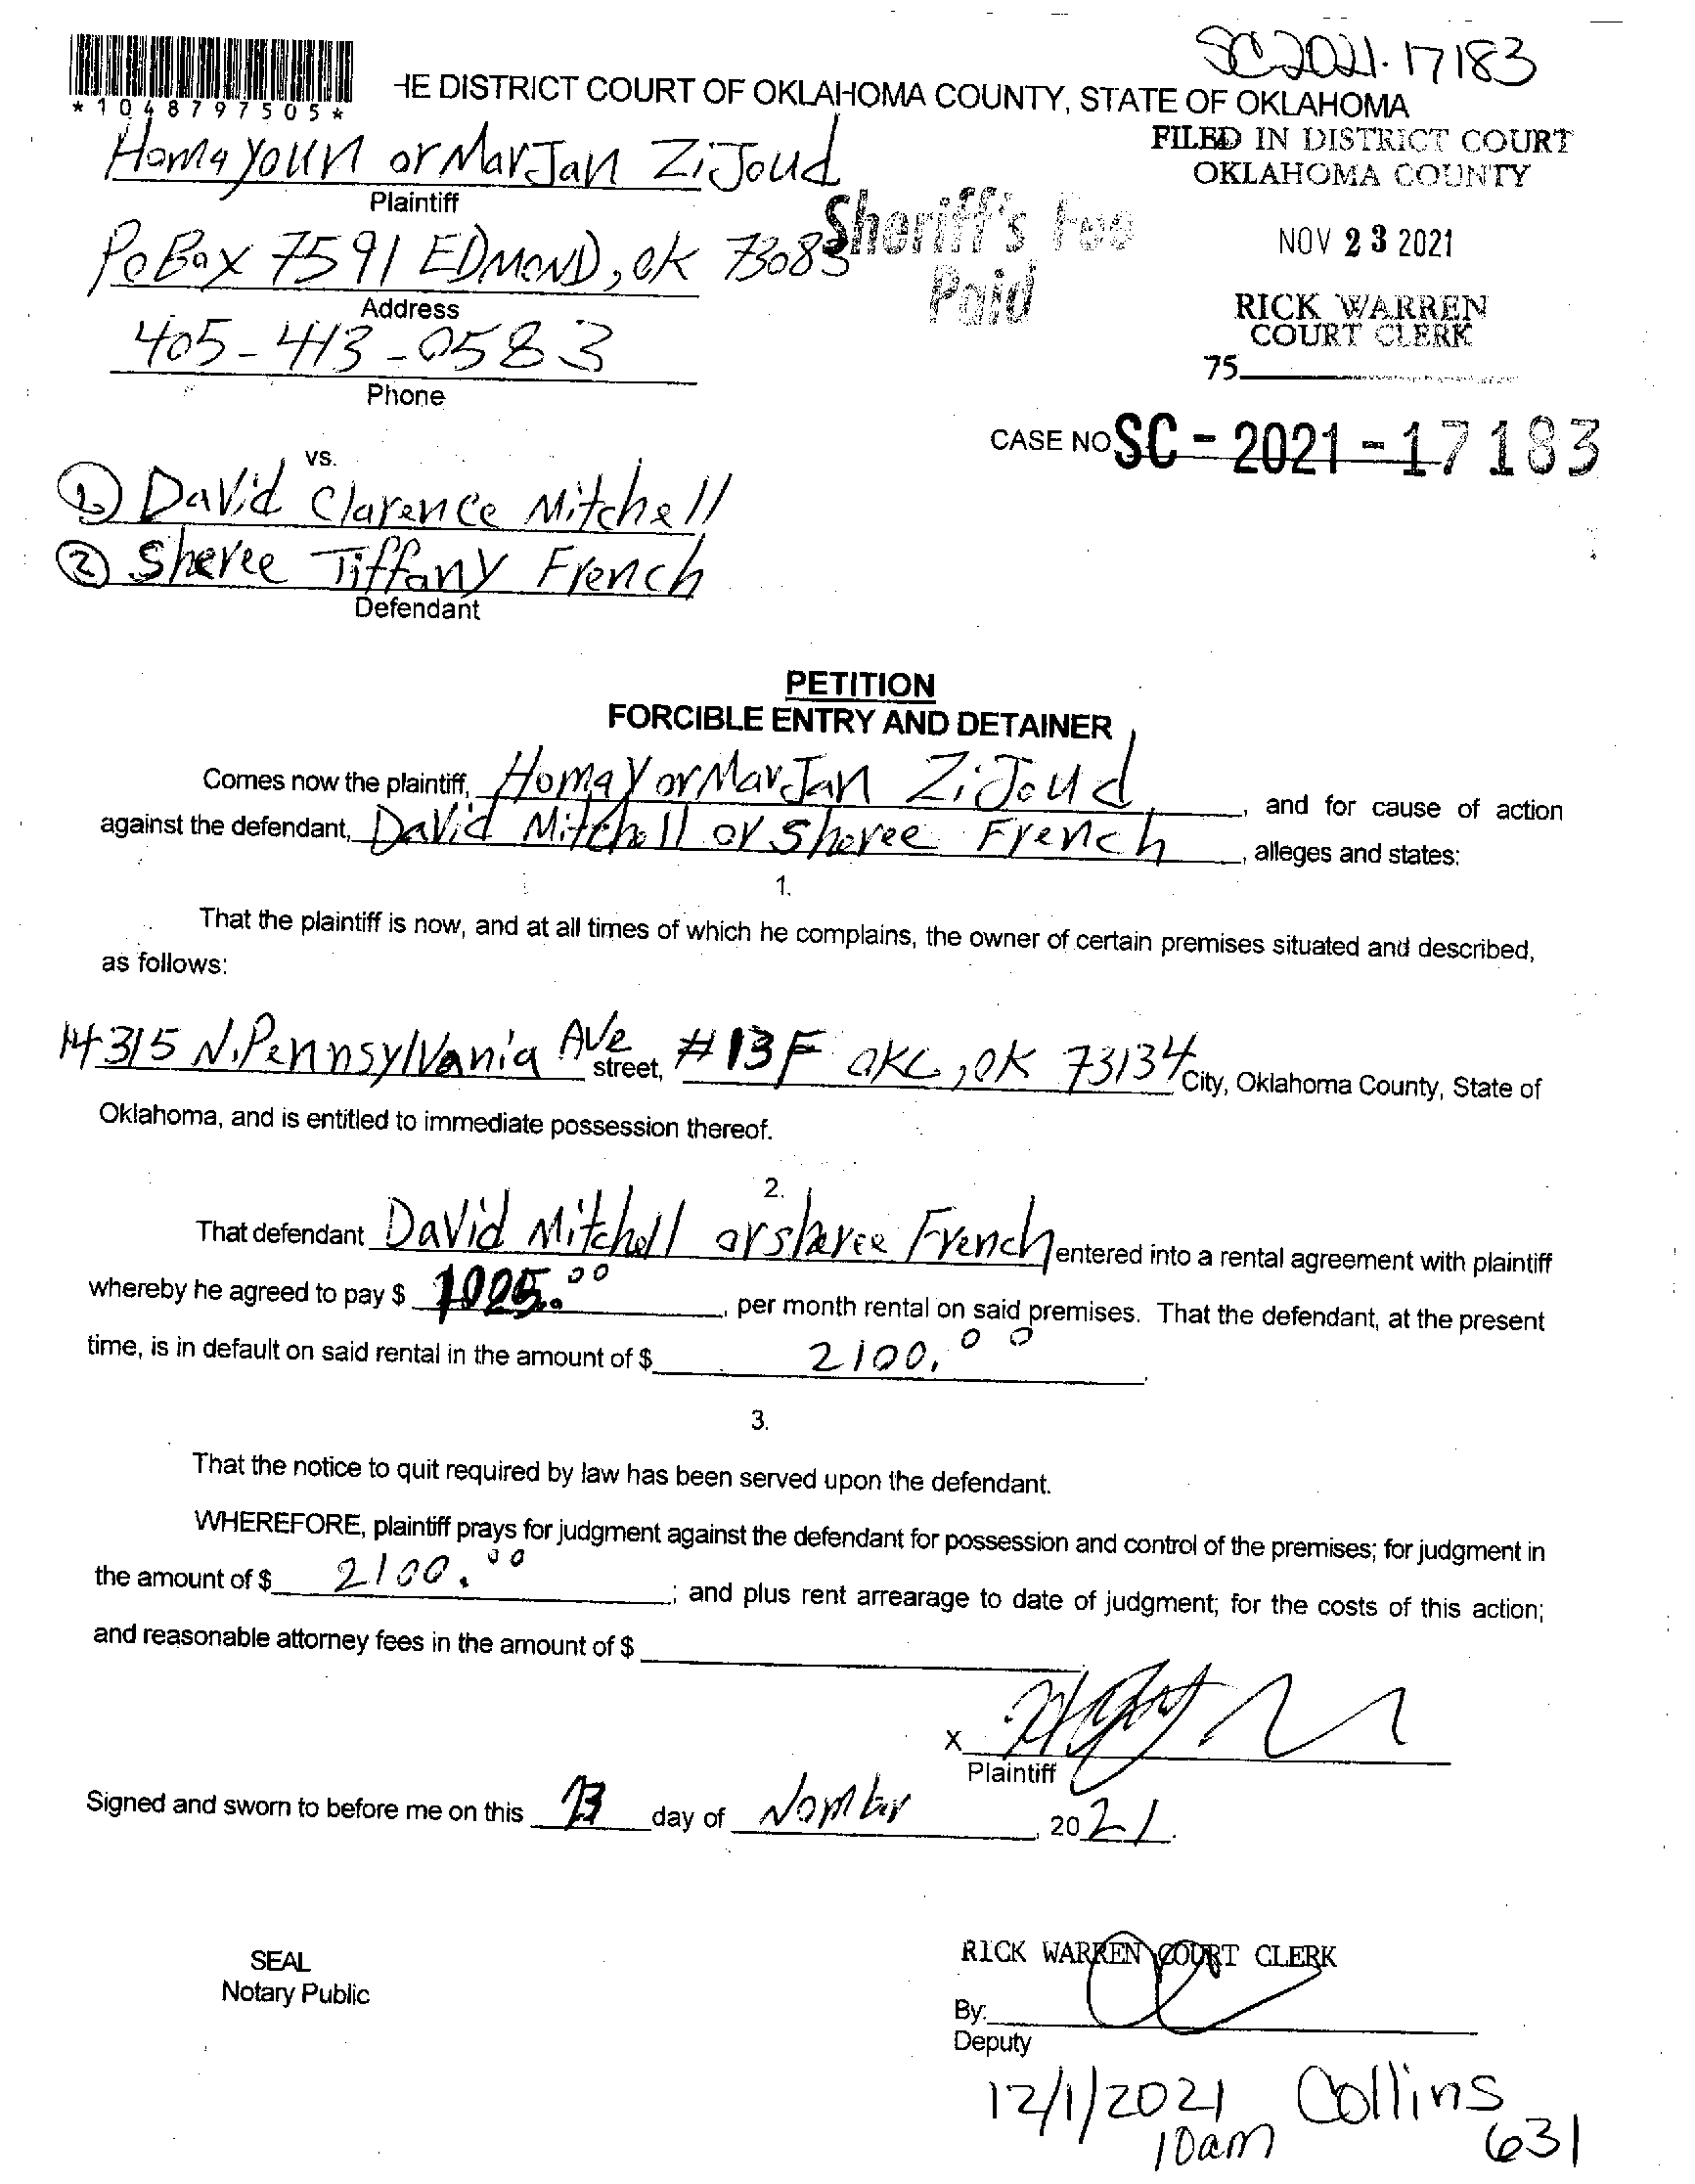 SC2021-17183
*1048797505*
HE DISTRICT COURT OF OKLAHOMA COUNTY, STATE OF OKLAHOMA
FILED IN DISTRICT COURT
OKLAHOMA COUNTY
Homayoun or MarJan ZiJoud
Plaintiff
Sheriff's Fee
Paid
NOV 23 2021
PoBox 7591 EDMOND, OK 73083
Address
RICK WARREN
COURT CLERK
405-413-0583
Phone
75
CASE NO SC - 2021 - 17183
vs.
1 David Clarence Mitchell
2 Sheree Tiffany French
Defendant
PETITION
FORCIBLE ENTRY AND DETAINER
Comes now the plaintiff, HomaY or MarJan ZiJoud, and for cause of action
against the defendant, David Mitchell or Sheree French, alleges and states:
1.
That the plaintiff is now, and at all times of which he complains, the owner of certain premises situated and described,
as follows:
14315 N. Pennsylvania Ave street, #13F OKC, OK 73134 City, Oklahoma County, State of
Oklahoma, and is entitled to immediate possession thereof.
2.
That defendant David Mitchell or sheree French entered into a rental agreement with plaintiff
whereby he agreed to pay $ 1025.00, per month rental on said premises. That the defendant, at the present
time, is in default on said rental in the amount of $ 2100.00.
3.
That the notice to quit required by law has been served upon the defendant.
WHEREFORE, plaintiff prays for judgment against the defendant for possession and control of the premises; for judgment in
the amount of $ 2100.00; and plus rent arrearage to date of judgment; for the costs of this action;
and reasonable attorney fees in the amount of $
X
Plaintiff
Signed and sworn to before me on this 23 day of Nomber, 2021.
SEAL
Notary Public
RICK WARREN COURT CLERK
By:
Deputy
12/1/2021 Collins
10am 631